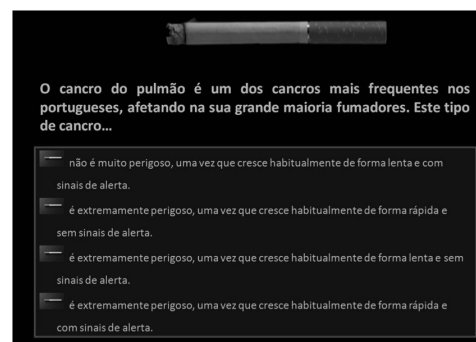 O cancro do pulmão é um dos cancros mais frequentes nos
portugueses, afetando na sua grande maioria fumadores. Este tipo
de cancro...
não é muito perigoso, uma vez que cresce habitualmente de forma lenta e com
sinais de alerta.
é extremamente perigoso, uma vez que cresce habitualmente de forma rápida e
sem sinais de alerta.
é extremamente perigoso, uma vez que cresce habitualmente de forma lenta e sem
sinais de alerta.
é extremamente perigoso, uma vez que cresce habitualmente de forma rápida e
com sinais de alerta.